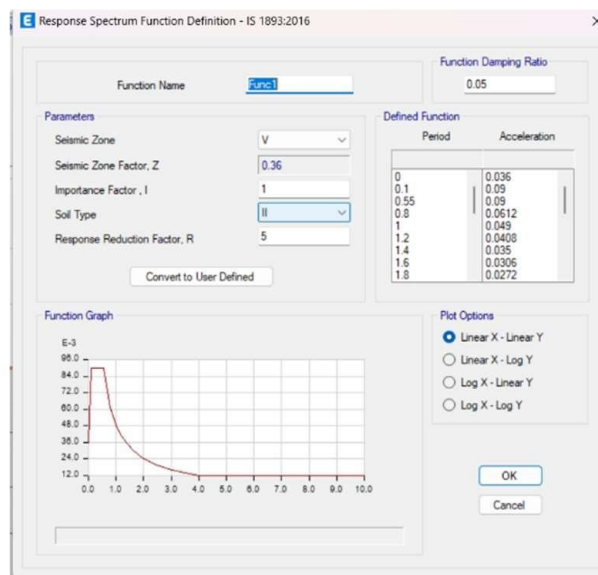 E Response Spectrum Function Definition - IS 1893:2016
Function Name
Func1
Function Damping Ratio
0.05
Parameters
Seismic Zone
V
Seismic Zone Factor, Z
0.36
Importance Factor , I
1
Soil Type
II
Response Reduction Factor, R
5
Convert to User Defined
Defined Function
Period Acceleration
0 0.036
0.1 0.09
0.55 0.09
0.8 0.0612
1 0.049
1.2 0.0408
1.4 0.035
1.6 0.0306
1.8 0.0272
Function Graph
E-3
96.0
84.0
72.0
60.0
48.0
36.0
24.0
12.0
0.0 1.0 2.0 3.0 4.0 5.0 6.0 7.0 8.0 9.0 10.0
Plot Options
Linear X - Linear Y
Linear X - Log Y
Log X - Linear Y
Log X - Log Y
OK
Cancel